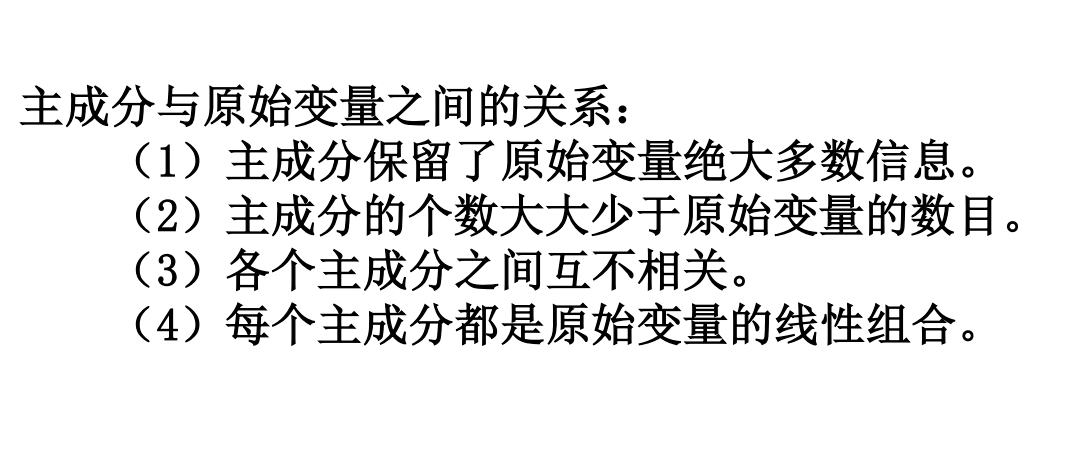 主成分与原始变量之间的关系：
（1）主成分保留了原始变量绝大多数信息。
（2）主成分的个数大大少于原始变量的数目。
（3）各个主成分之间互不相关。
（4）每个主成分都是原始变量的线性组合。